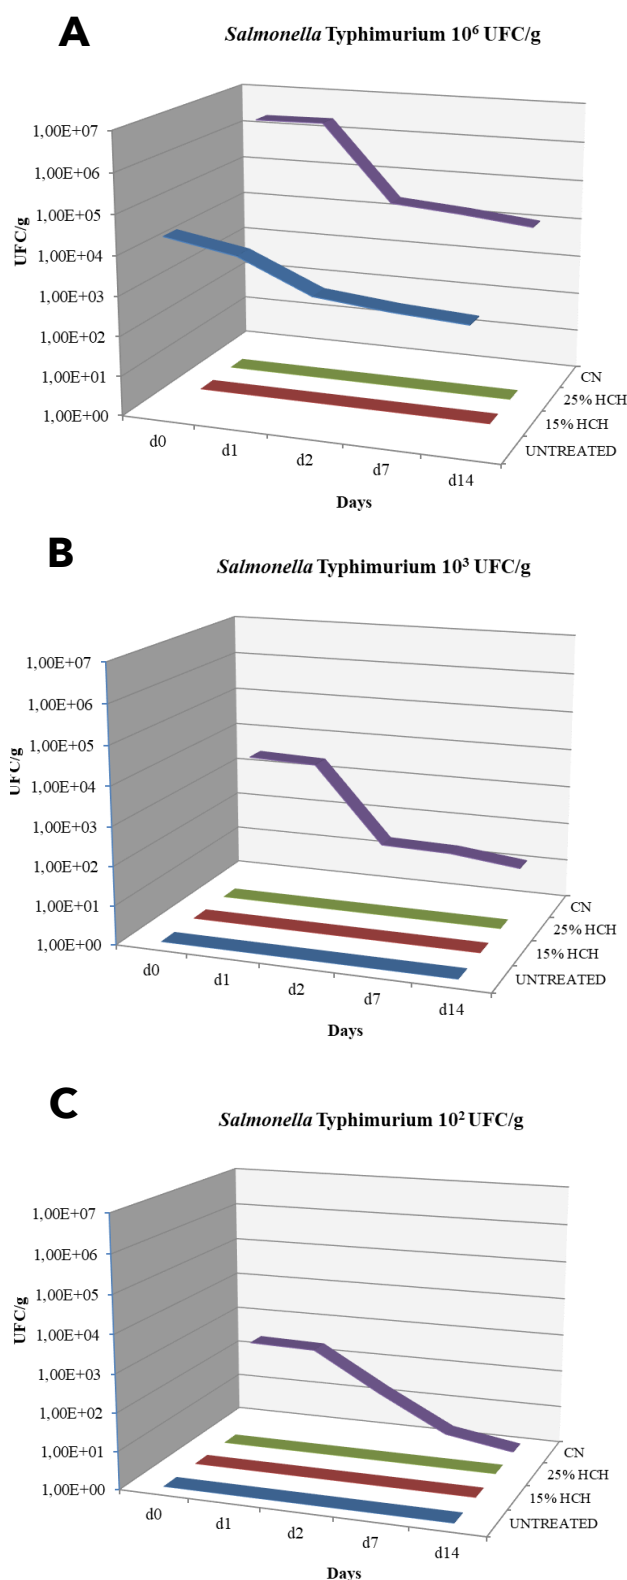 A
Salmonella Typhimurium 10⁶ UFC/g
1,00E+07
1,00E+06
1,00E+05
1,00E+04
1,00E+03
1,00E+02
1,00E+01
1,00E+00
UFC/g
CN
25% HCH
15% HCH
UNTREATED
d0
d1
d2
d7
d14
Days
B
Salmonella Typhimurium 10³ UFC/g
1,00E+07
1,00E+06
1,00E+05
1,00E+04
1,00E+03
1,00E+02
1,00E+01
1,00E+00
UFC/g
CN
25% HCH
15% HCH
UNTREATED
d0
d1
d2
d7
d14
Days
C
Salmonella Typhimurium 10² UFC/g
1,00E+07
1,00E+06
1,00E+05
1,00E+04
1,00E+03
1,00E+02
1,00E+01
1,00E+00
UFC/g
CN
25% HCH
15% HCH
UNTREATED
d0
d1
d2
d7
d14
Days